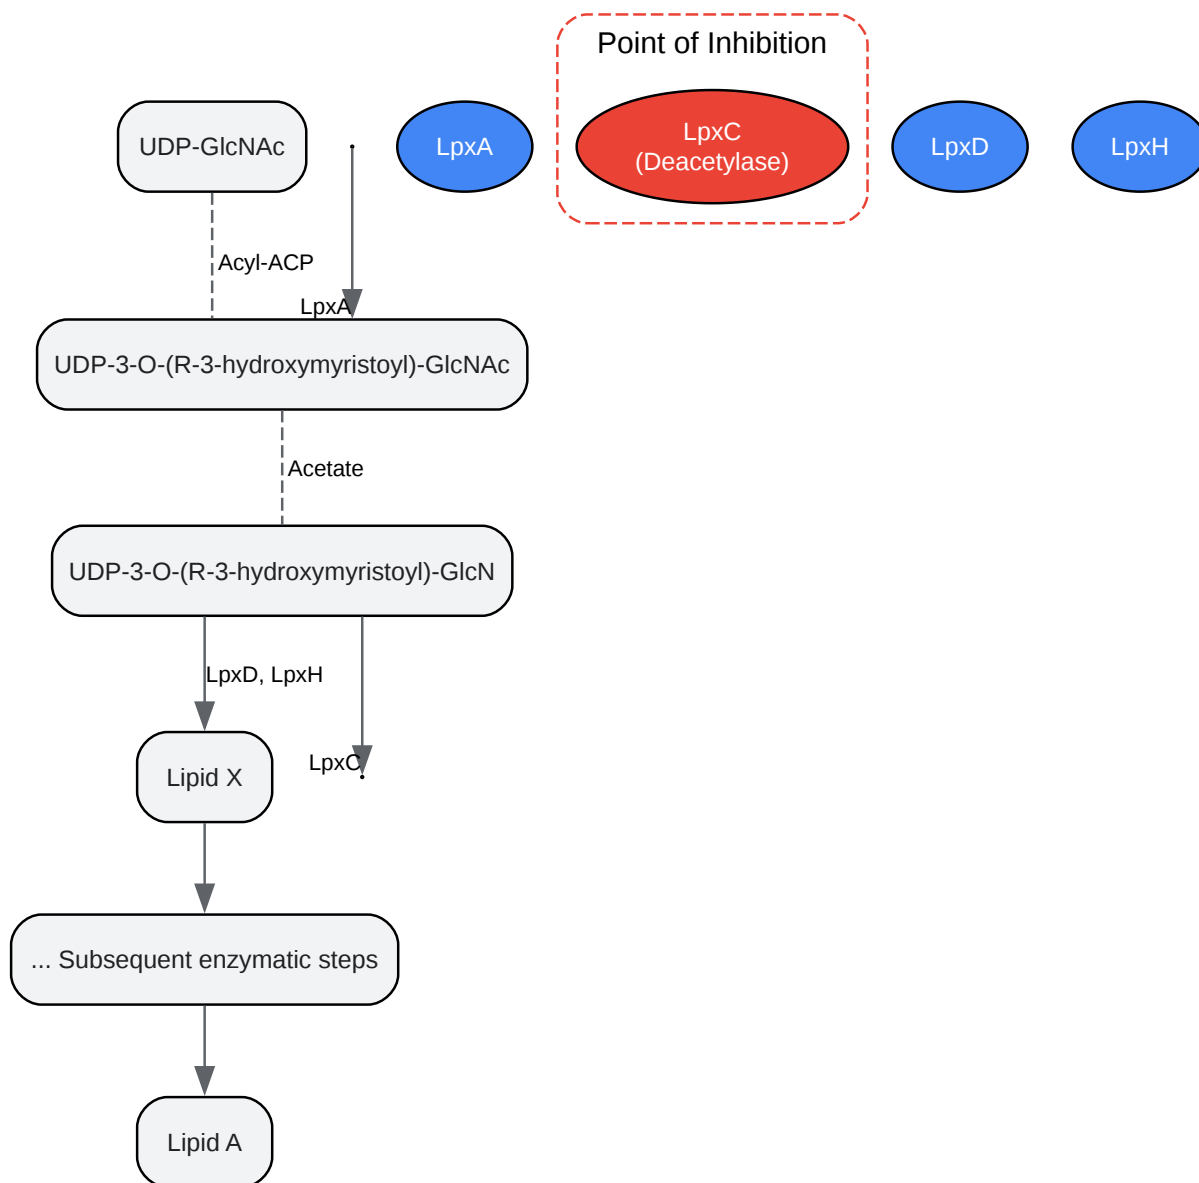 Point of Inhibition
UDP-GlcNAc
LpxA
LpxC
(Deacetylase)
LpxD
LpxH
Acyl-ACP
LpxA
UDP-3-O-(R-3-hydroxymyristoyl)-GlcNAc
Acetate
UDP-3-O-(R-3-hydroxymyristoyl)-GlcN
LpxD, LpxH
LpxC
Lipid X
... Subsequent enzymatic steps
Lipid A